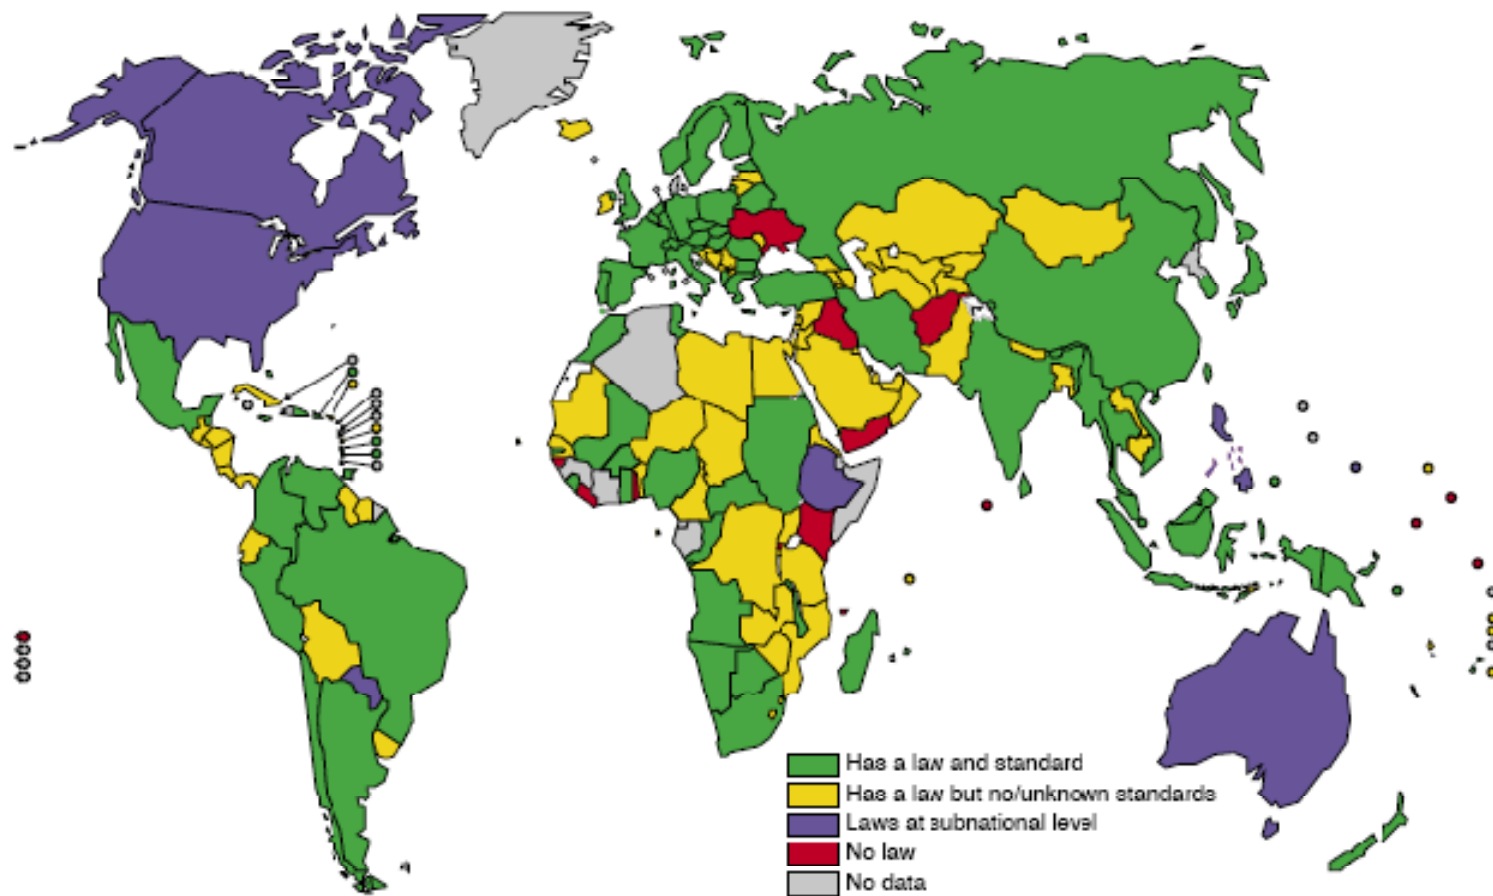 Has a law and standard
Has a law but no/unknown standards
Laws at subnational level
No law
No data